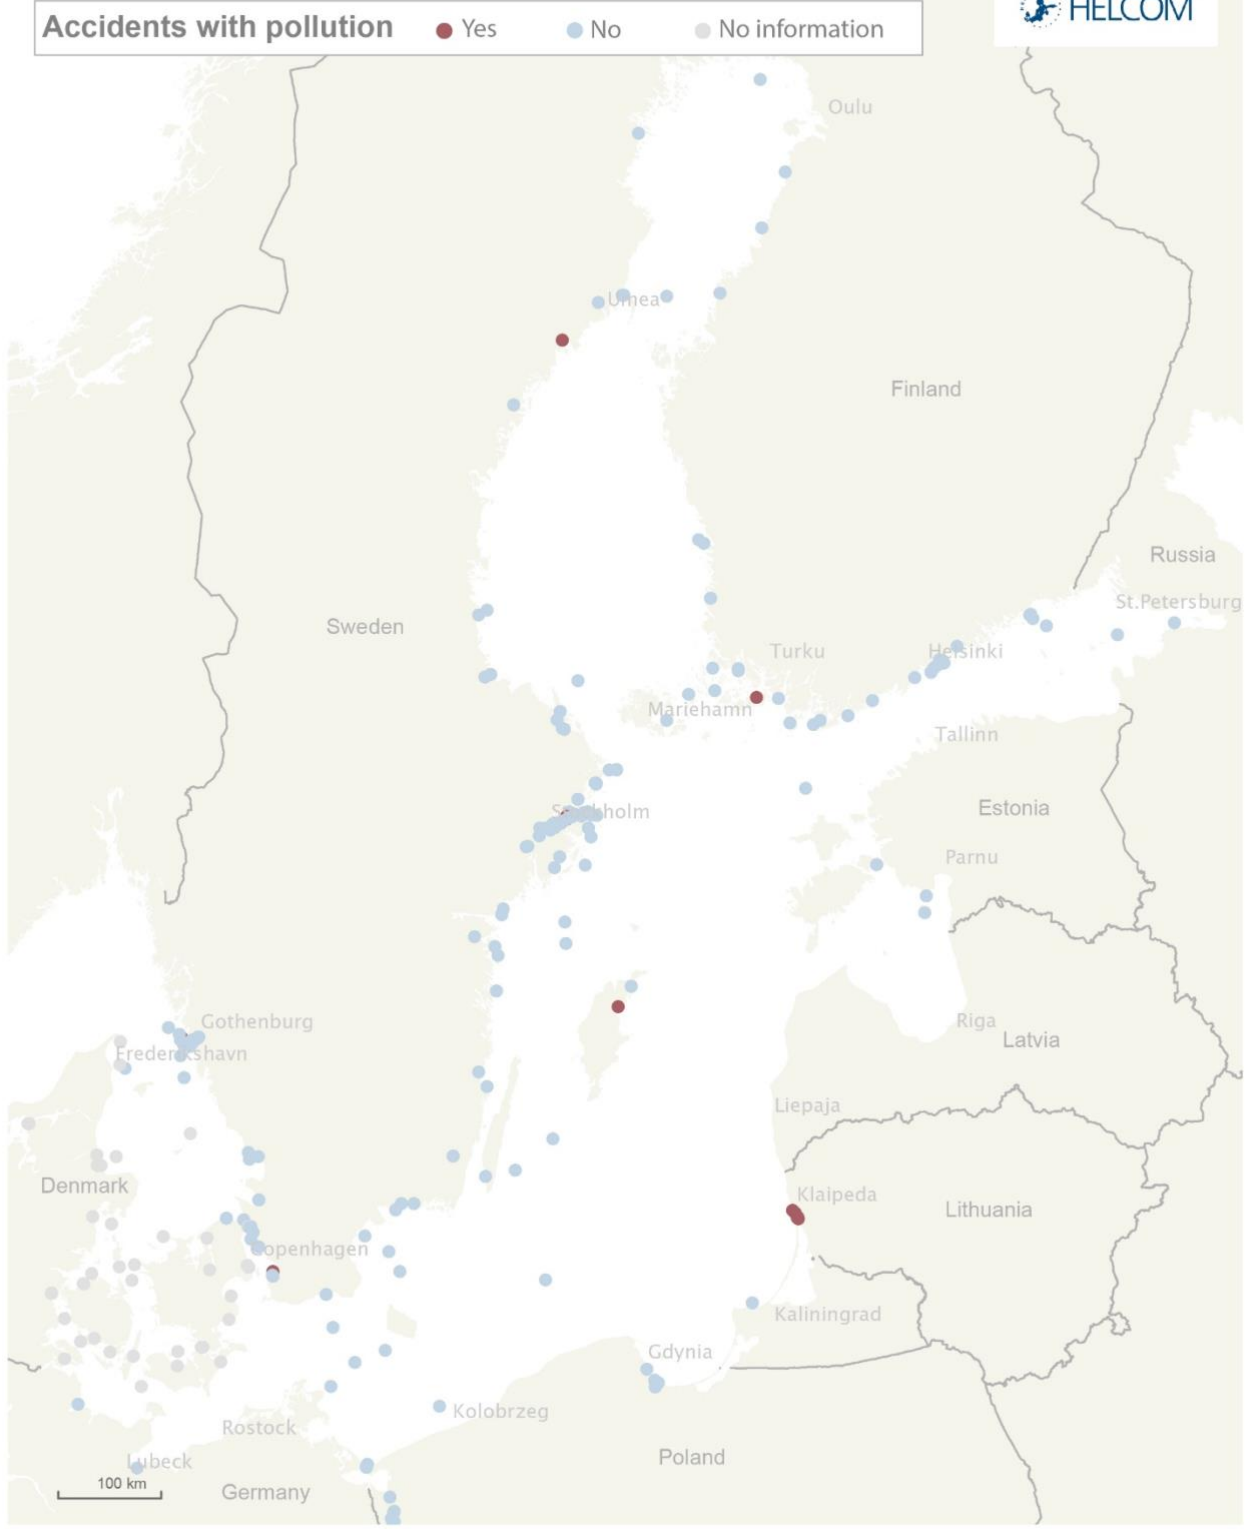 Accidents with pollution Yes No No information
HELCOM
Oulu
Umea
Finland
Russia
St.Petersburg
Sweden
Turku
Helsinki
Mariehamn
Tallinn
Stockholm
Estonia
Parnu
Gothenburg
Riga
Frederikshavn
Latvia
Liepaja
Denmark
Klaipeda
Lithuania
Copenhagen
Kaliningrad
Gdynia
Kolobrzeg
Rostock
Poland
Lubeck
100 km
Germany